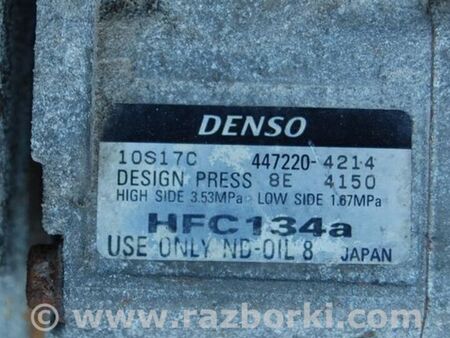 DENSO
10S17C 447220-4214
DESIGN PRESS 8E 4150
HIGH SIDE 3.53MPa LOW SIDE 1.67MPa
HFC134a
USE ONLY ND-OIL 8 JAPAN
© www.razborki.com